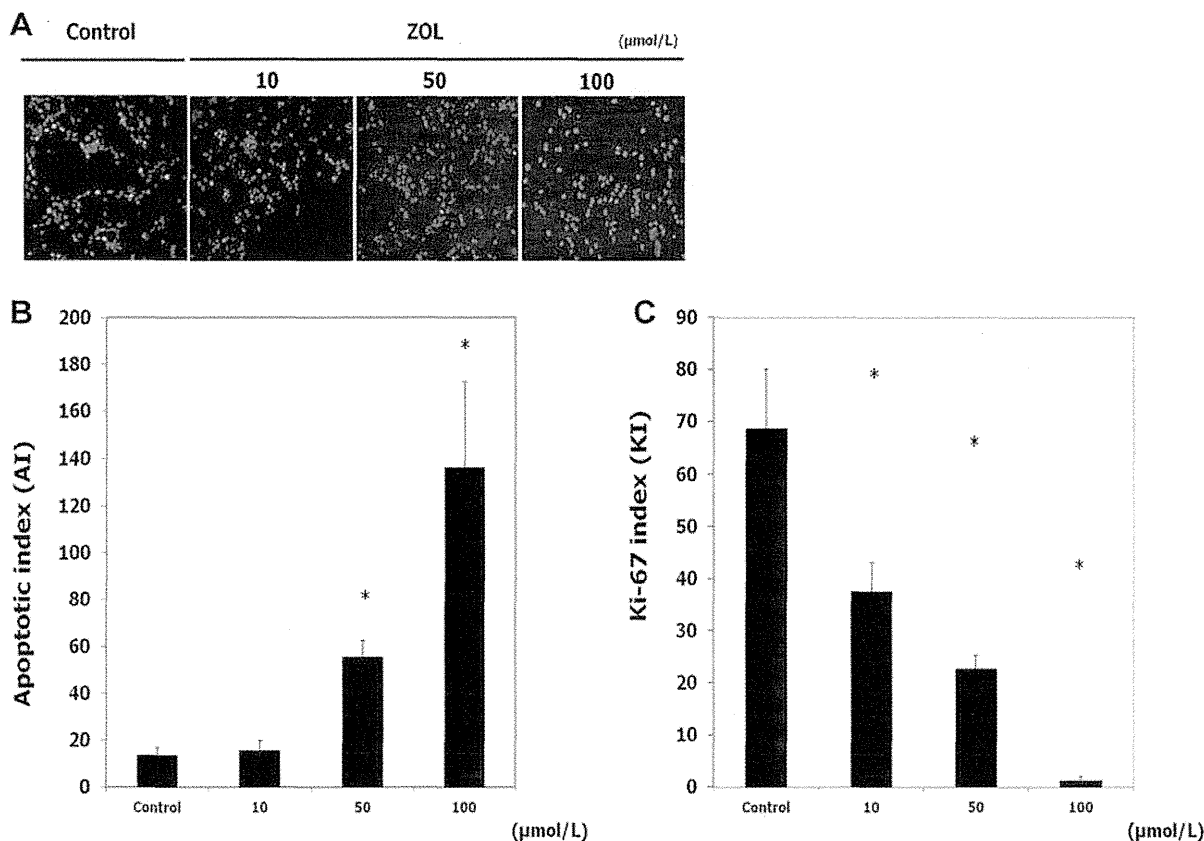 A
Control ZOL (μmol/L)
10 50 100
B
Apoptotic index (AI)
200
180
160
140
120
100
80
60
40
20
0
*
*
Control 10 50 100
(μmol/L)
C
Ki-67 index (KI)
90
80
70
60
50
40
30
20
10
0
*
*
*
Control 10 50 100
(μmol/L)